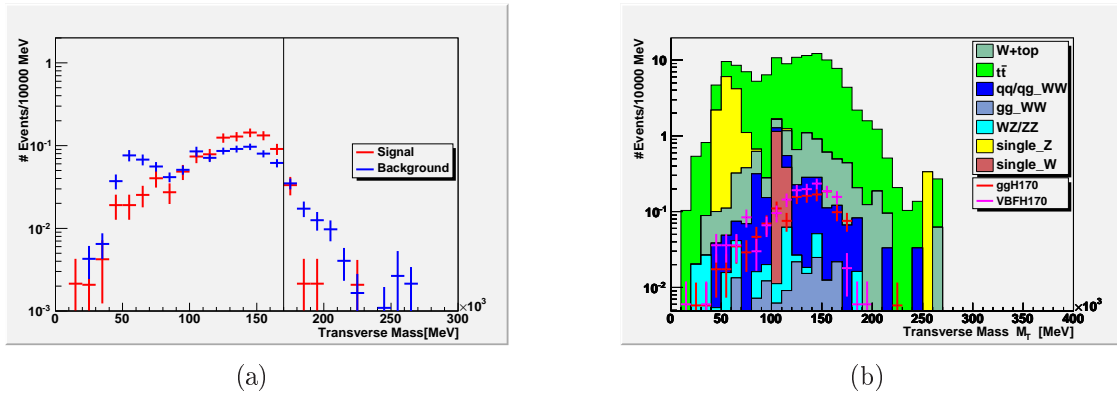 # Events/10000 MeV
1
10⁻¹
10⁻²
10⁻³
Signal
Background
0 50 100 150 200 250 300
×10³
Transverse Mass[MeV]
(a)
#Events/10000 MeV
10
1
10⁻¹
10⁻²
W+top
tt̄
qq/qg_WW
gg_WW
WZ/ZZ
single_Z
single_W
ggH170
VBFH170
0 50 100 150 200 250 300 350 400
×10³
Transverse Mass M_T [MeV]
(b)